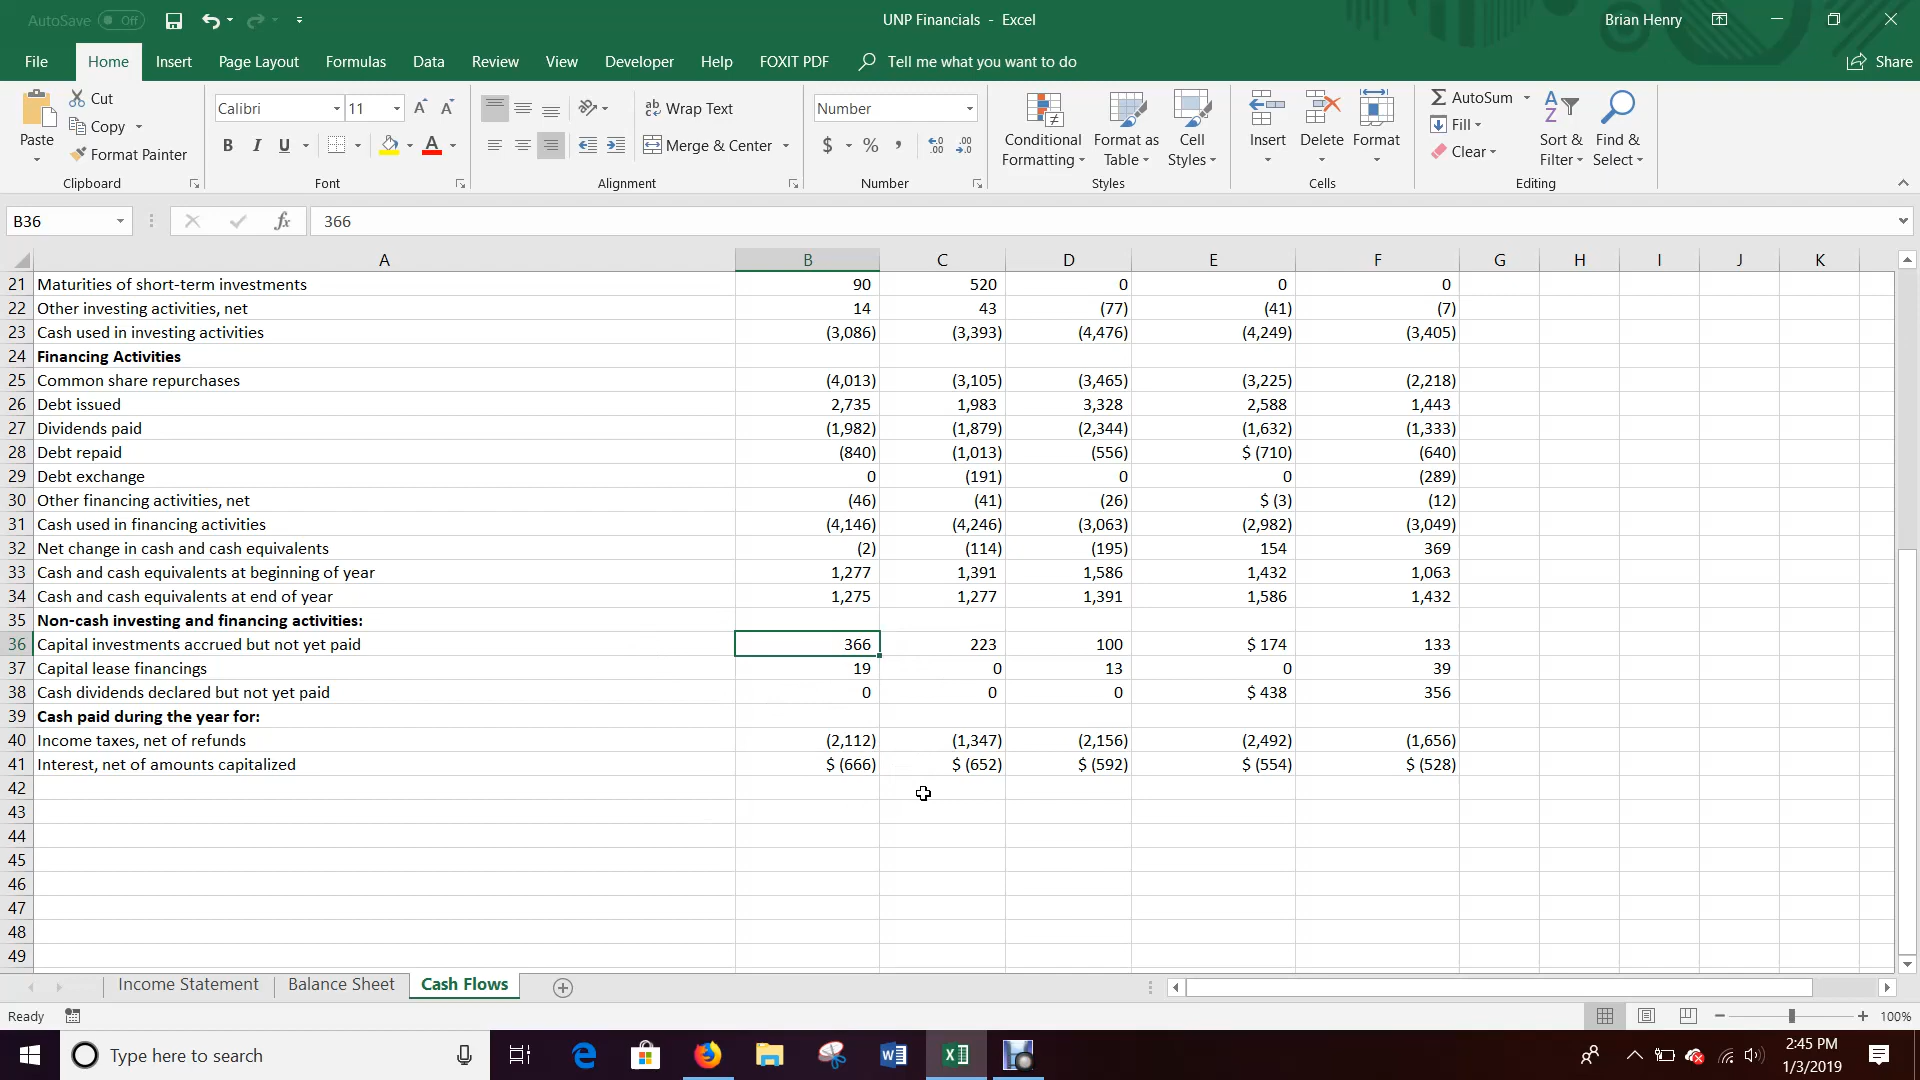 AutoSave Off
UNP Financials - Excel
Brian Henry
File Home Insert Page Layout Formulas Data Review View Developer Help FOXIT PDF Tell me what you want to do Share
Paste
Cut
Copy
Format Painter
Clipboard
Calibri 11
B I U
Font
Wrap Text
Merge & Center
Alignment
Number
$ % ,
Number
Conditional Formatting
Format as Table
Cell Styles
Styles
Insert
Delete
Format
Cells
AutoSum
Fill
Clear
Sort & Filter
Find & Select
Editing
B36 fx 366
A B C D E F G H I J K
21 Maturities of short-term investments 90 520 0 0 0
22 Other investing activities, net 14 43 (77) (41) (7)
23 Cash used in investing activities (3,086) (3,393) (4,476) (4,249) (3,405)
24 Financing Activities
25 Common share repurchases (4,013) (3,105) (3,465) (3,225) (2,218)
26 Debt issued 2,735 1,983 3,328 2,588 1,443
27 Dividends paid (1,982) (1,879) (2,344) (1,632) (1,333)
28 Debt repaid (840) (1,013) (556) $ (710) (640)
29 Debt exchange 0 (191) 0 0 (289)
30 Other financing activities, net (46) (41) (26) $ (3) (12)
31 Cash used in financing activities (4,146) (4,246) (3,063) (2,982) (3,049)
32 Net change in cash and cash equivalents (2) (114) (195) 154 369
33 Cash and cash equivalents at beginning of year 1,277 1,391 1,586 1,432 1,063
34 Cash and cash equivalents at end of year 1,275 1,277 1,391 1,586 1,432
35 Non-cash investing and financing activities:
36 Capital investments accrued but not yet paid 366 223 100 $ 174 133
37 Capital lease financings 19 0 13 0 39
38 Cash dividends declared but not yet paid 0 0 0 $ 438 356
39 Cash paid during the year for:
40 Income taxes, net of refunds (2,112) (1,347) (2,156) (2,492) (1,656)
41 Interest, net of amounts capitalized $ (666) $ (652) $ (592) $ (554) $ (528)
42
43
44
45
46
47
48
49
Income Statement Balance Sheet Cash Flows
Ready
100%
Type here to search
2:45 PM
1/3/2019